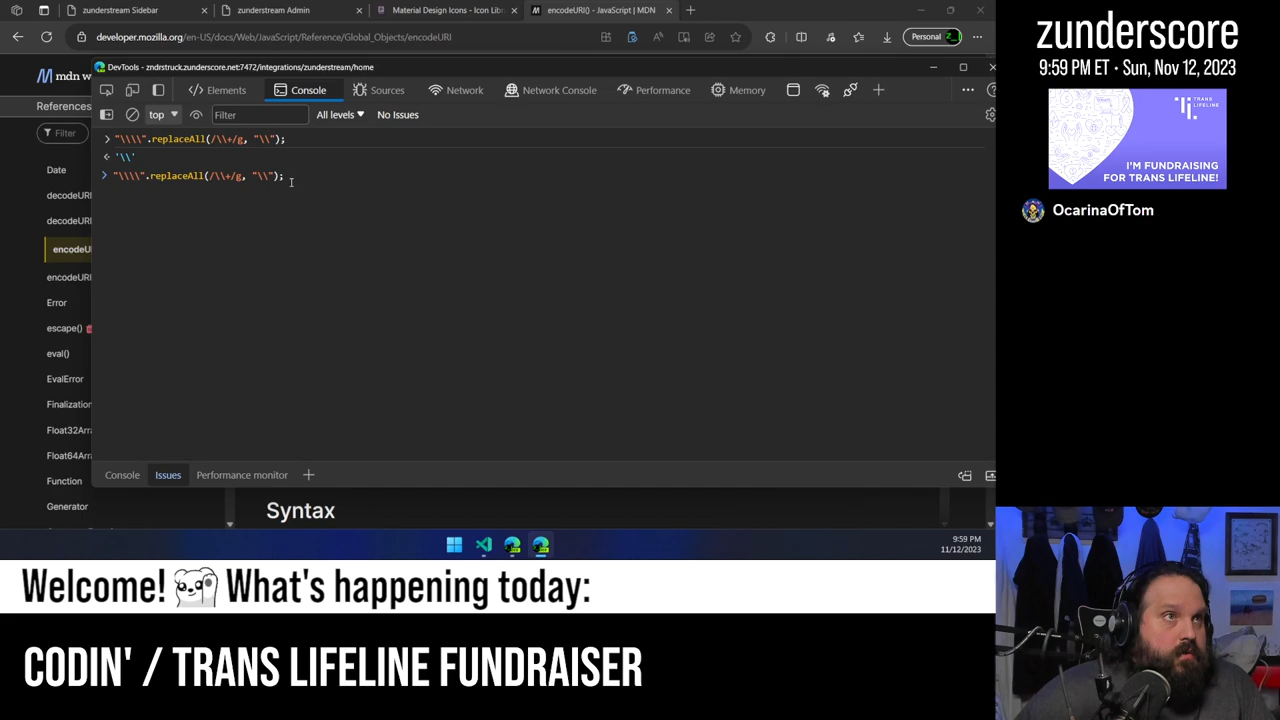 zunderstream Sidebar
zunderstream Admin
Material Design Icons - Icon Libr
encodeURI() - JavaScript | MDN
developer.mozilla.org/en-US/docs/Web/JavaScript/Reference/Global_Objects/encodeURI
Personal
mdn w
DevTools - zndrstruck.zunderscore.net:7472/integrations/zunderstream/home
Elements
Console
Sources
Network
Network Console
Performance
Memory
References
top
Filter
All levels
No Issues
Filter
"\\\\".replaceAll(/\\+/g, "\\");
'\\'
"\\\\".replaceAll(/\\+/g, "\\");
Date
decodeURI
decodeURI
encodeU
encodeURI
Error
escape()
eval()
EvalError
Finalization
Float32Arr
Float64Arr
Function
Generator
Console
Issues
Performance monitor
Syntax
9:59 PM
11/12/2023
zunderscore
9:59 PM ET • Sun, Nov 12, 2023
TRANS
LIFELINE
I'M FUNDRAISING
FOR TRANS LIFELINE!
OcarinaOfTom
Welcome! What's happening today:
CODIN' / TRANS LIFELINE FUNDRAISER